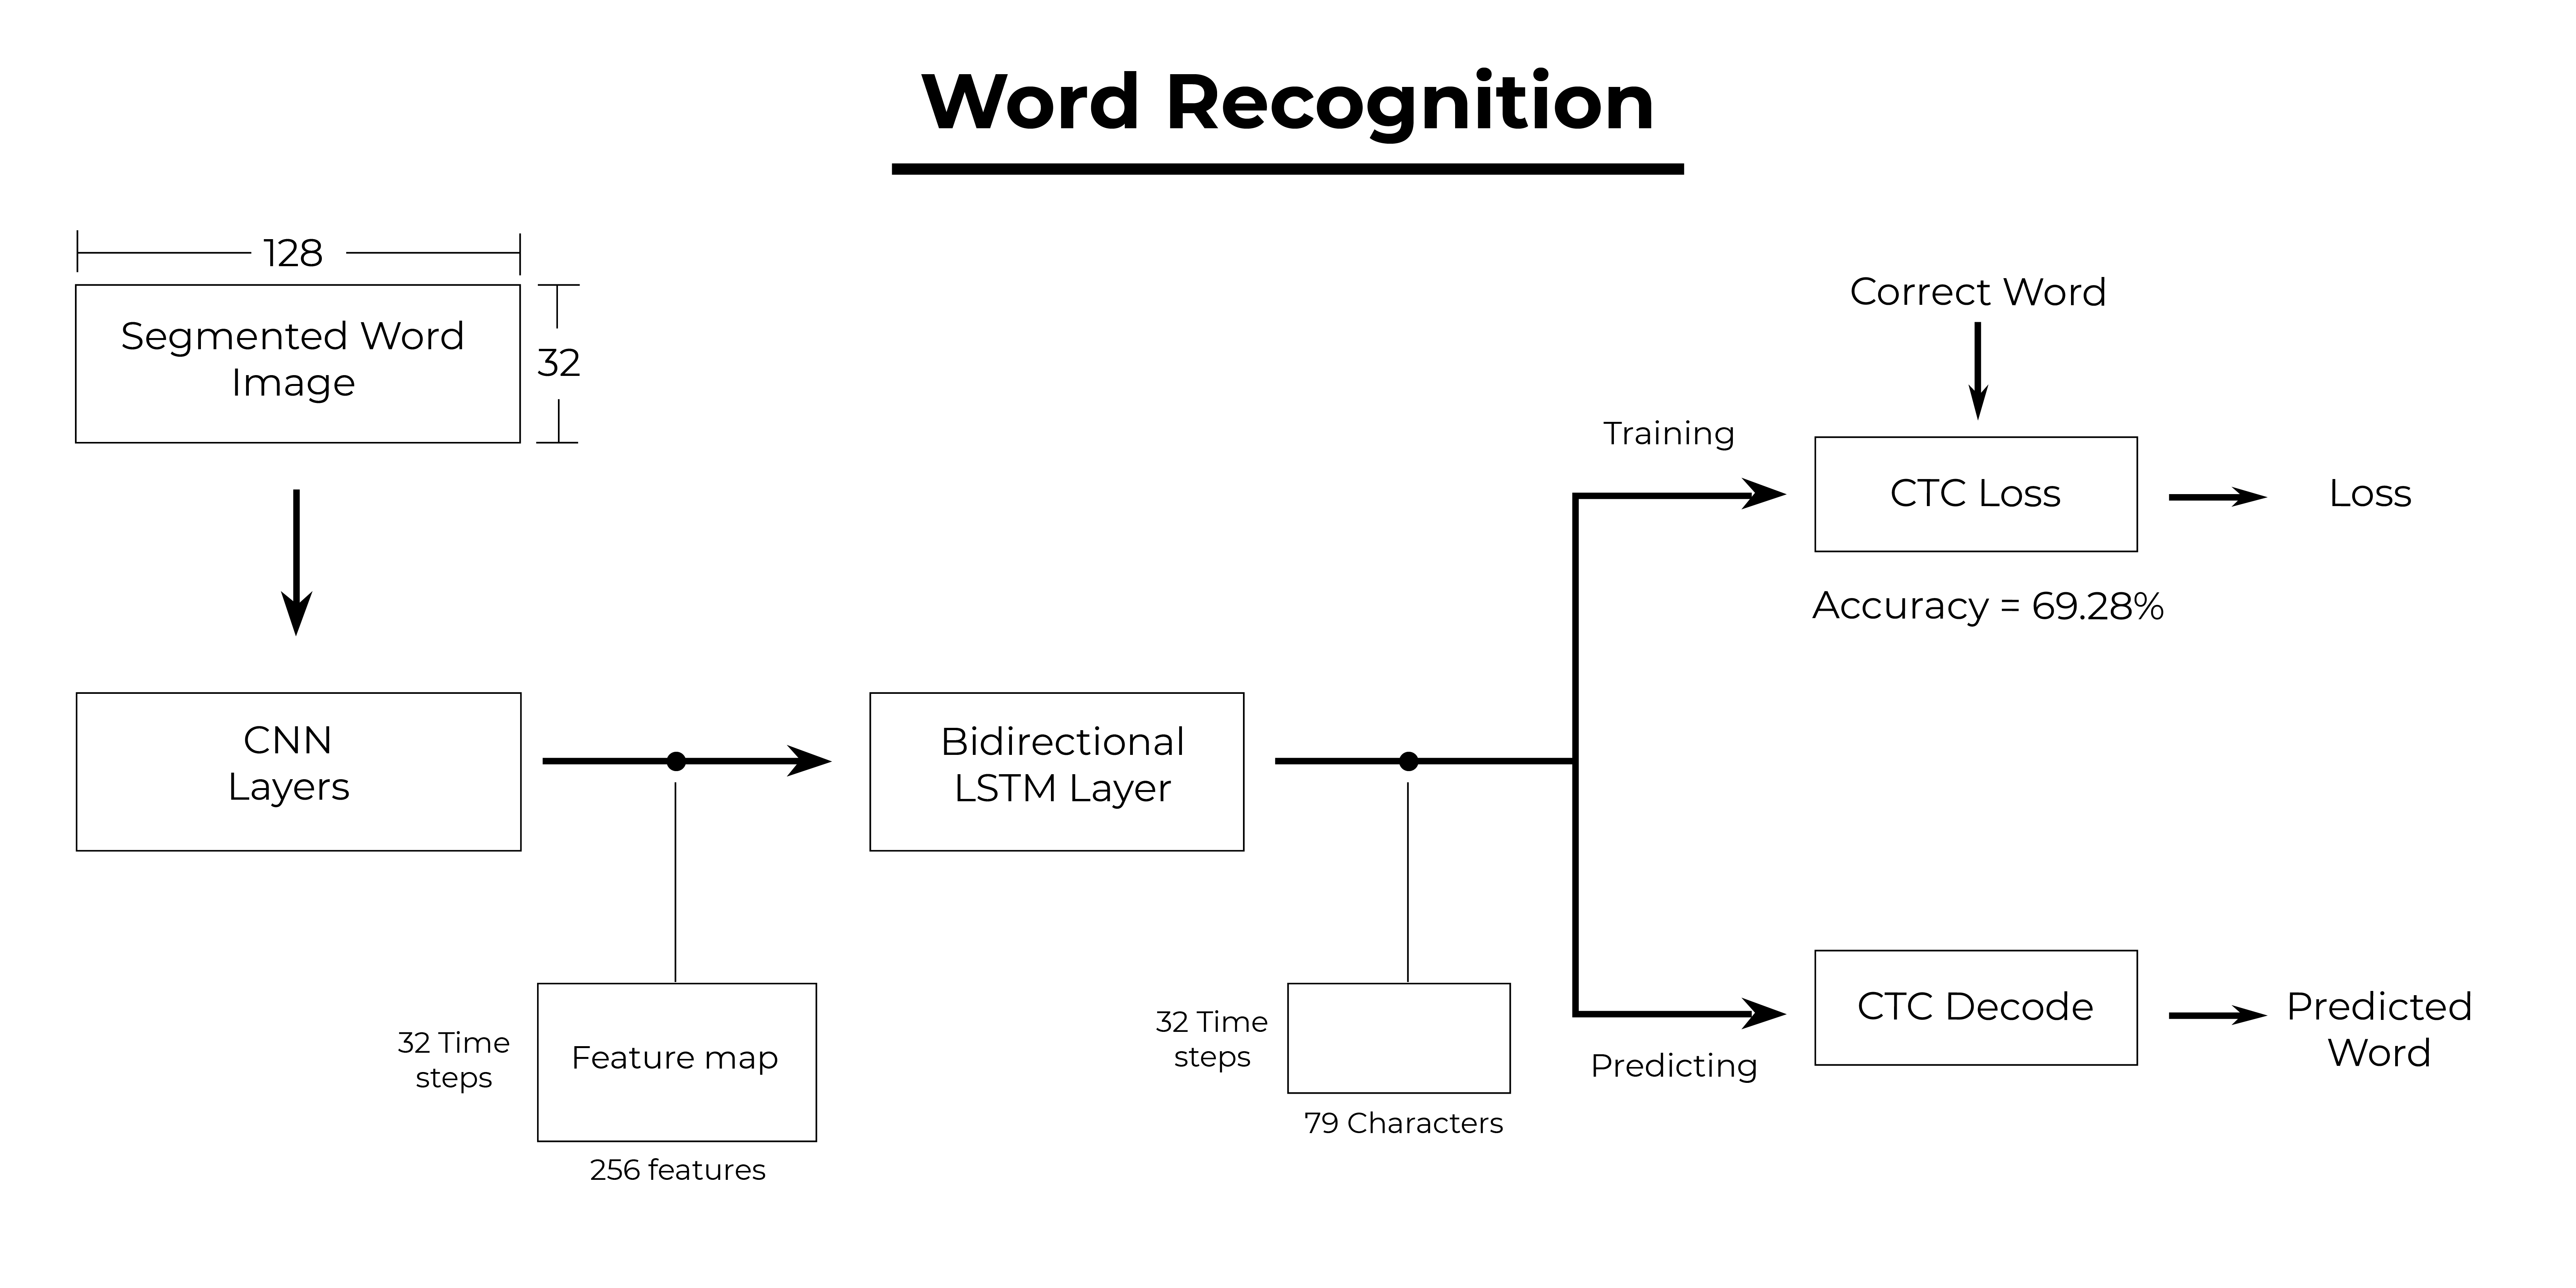 Word Recognition
128
Segmented Word
Image
32
CNN
Layers
32 Time
steps
Feature map
256 features
Bidirectional
LSTM Layer
32 Time
steps
79 Characters
Training
Correct Word
CTC Loss
Loss
Accuracy = 69.28%
Predicting
CTC Decode
Predicted
Word